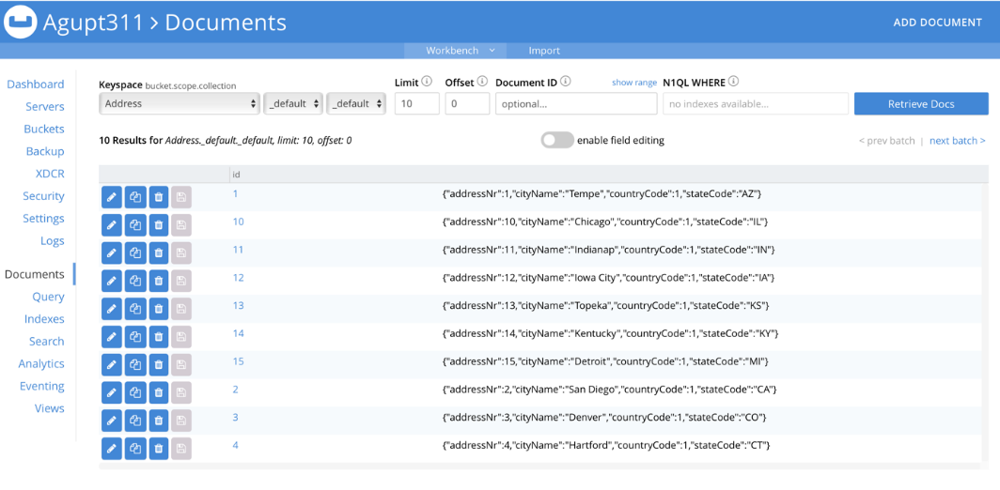 Agupt311 > Documents
ADD DOCUMENT
Workbench
Import
Dashboard
Servers
Buckets
Backup
XDCR
Security
Settings
Logs
Documents
Query
Indexes
Search
Analytics
Eventing
Views
Keyspace bucket.scope.collection
Limit
Offset
Document ID
show range
N1QL WHERE
Address
_default
_default
10
0
optional...
no indexes available...
Retrieve Docs
10 Results for Address._default._default, limit: 10, offset: 0
enable field editing
< prev batch | next batch >
id
1 {"addressNr":1,"cityName":"Tempe","countryCode":1,"stateCode":"AZ"}
10 {"addressNr":10,"cityName":"Chicago","countryCode":1,"stateCode":"IL"}
11 {"addressNr":11,"cityName":"Indianap","countryCode":1,"stateCode":"IN"}
12 {"addressNr":12,"cityName":"Iowa City","countryCode":1,"stateCode":"IA"}
13 {"addressNr":13,"cityName":"Topeka","countryCode":1,"stateCode":"KS"}
14 {"addressNr":14,"cityName":"Kentucky","countryCode":1,"stateCode":"KY"}
15 {"addressNr":15,"cityName":"Detroit","countryCode":1,"stateCode":"MI"}
2 {"addressNr":2,"cityName":"San Diego","countryCode":1,"stateCode":"CA"}
3 {"addressNr":3,"cityName":"Denver","countryCode":1,"stateCode":"CO"}
4 {"addressNr":4,"cityName":"Hartford","countryCode":1,"stateCode":"CT"}